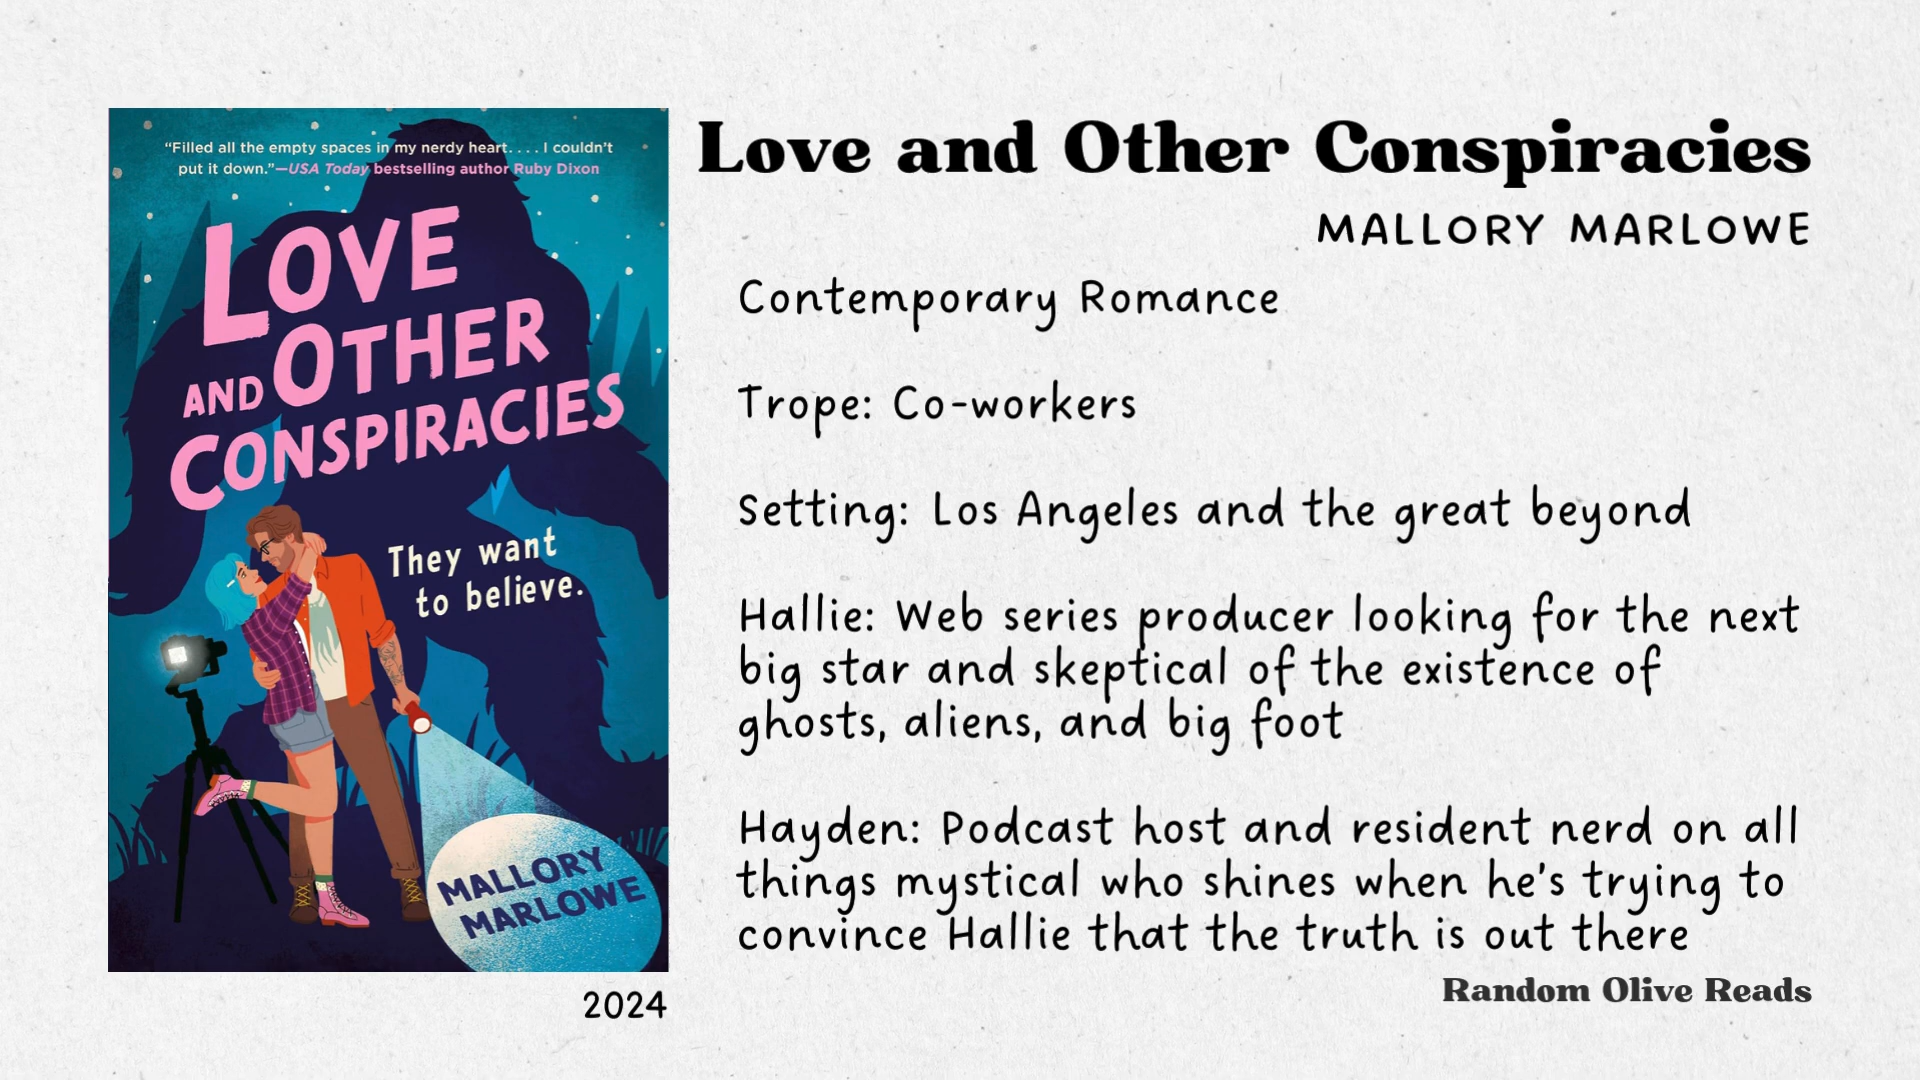 “Filled all the empty spaces in my nerdy heart. . . . I couldn’t
put it down.”—USA Today bestselling author Ruby Dixon
LOVE
AND OTHER
CONSPIRACIES
They want
to believe.
MALLORY
MARLOWE
2024
Love and Other Conspiracies
MALLORY MARLOWE
Contemporary Romance
Trope: Co-workers
Setting: Los Angeles and the great beyond
Hallie: Web series producer looking for the next
big star and skeptical of the existence of
ghosts, aliens, and big foot
Hayden: Podcast host and resident nerd on all
things mystical who shines when he's trying to
convince Hallie that the truth is out there
Random Olive Reads